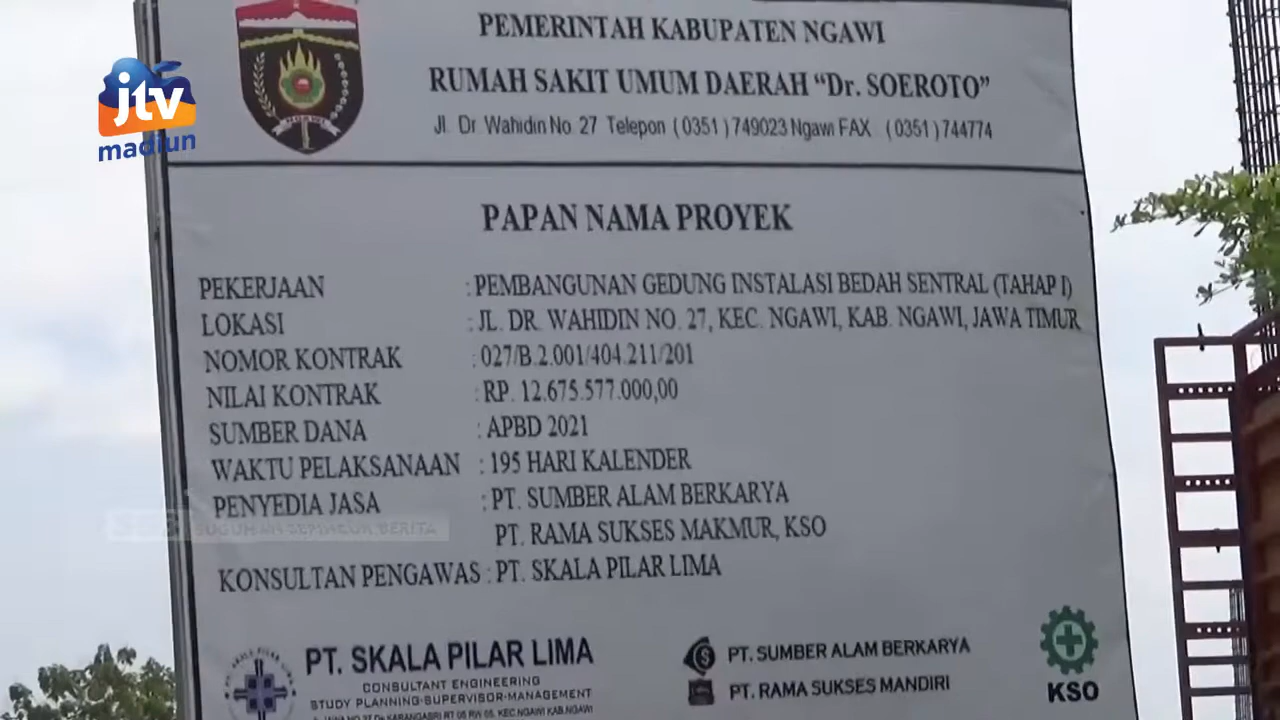 PEMERINTAH KABUPATEN NGAWI
RUMAH SAKIT UMUM DAERAH “Dr. SOEROTO”
Jl. Dr. Wahidin No. 27 Telepon (0351)749023 Ngawi FAX (0351)744774
jtv
madiun
PAPAN NAMA PROYEK
PEKERJAAN : PEMBANGUNAN GEDUNG INSTALASI BEDAH SENTRAL (TAHAP I)
LOKASI : JL. DR. WAHIDIN NO. 27, KEC. NGAWI, KAB. NGAWI, JAWA TIMUR
NOMOR KONTRAK : 027/B.2.001/404.211/201
NILAI KONTRAK : RP. 12.675.577.000,00
SUMBER DANA : APBD 2021
WAKTU PELAKSANAAN : 195 HARI KALENDER
PENYEDIA JASA : PT. SUMBER ALAM BERKARYA
PT. RAMA SUKSES MAKMUR, KSO
KONSULTAN PENGAWAS : PT. SKALA PILAR LIMA
PT. SKALA PILAR LIMA
CONSULTANT ENGINEERING
STUDY PLANNING-SUPERVISOR-MANAGEMENT
PT. SUMBER ALAM BERKARYA
PT. RAMA SUKSES MANDIRI
KSO